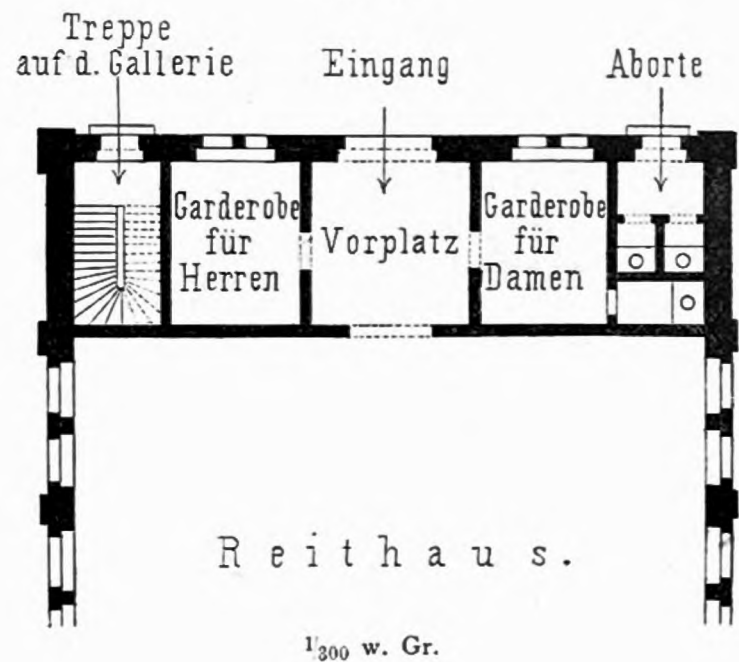 Treppe
auf d. Gallerie
Eingang
Aborte
Garderobe
für
Herren
Vorplatz
Garderobe
für
Damen
Reithaus.
1/300 w. Gr.